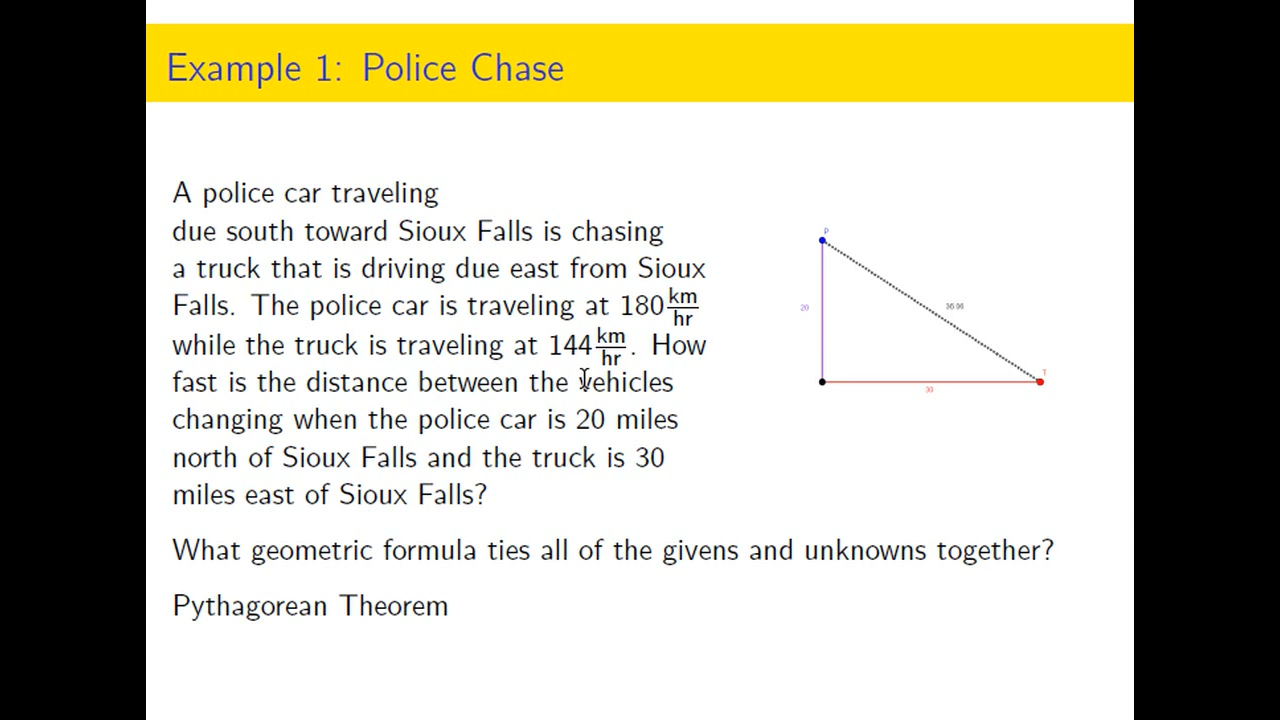 Example 1: Police Chase
A police car traveling
due south toward Sioux Falls is chasing
a truck that is driving due east from Sioux
Falls. The police car is traveling at 180 km/hr
while the truck is traveling at 144 km/hr. How
fast is the distance between the vehicles
changing when the police car is 20 miles
north of Sioux Falls and the truck is 30
miles east of Sioux Falls?
P
20
T
30
What geometric formula ties all of the givens and unknowns together?
Pythagorean Theorem